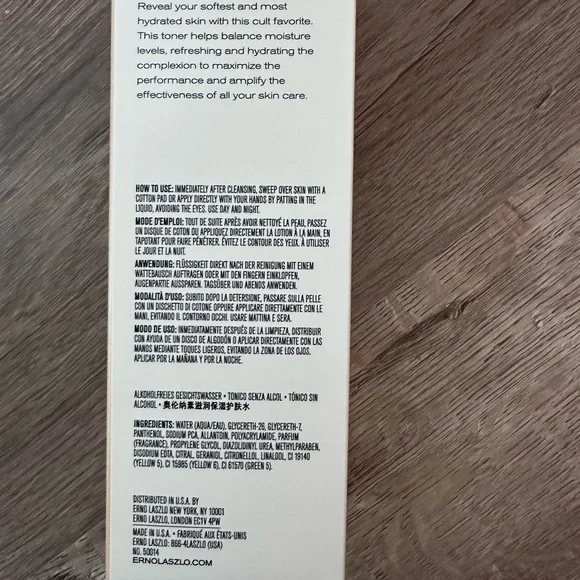 Reveal your softest and most
hydrated skin with this cult favorite.
This toner helps balance moisture
levels, refreshing and hydrating the
complexion to maximize the
performance and amplify the
effectiveness of all your skin care.
HOW TO USE: IMMEDIATELY AFTER CLEANSING, SWEEP OVER SKIN WITH A
COTTON PAD OR APPLY DIRECTLY WITH YOUR HANDS BY PATTING IN THE
LIQUID, AVOIDING THE EYES. USE DAY AND NIGHT.
MODE D'EMPLOI: TOUT DE SUITE APRÈS AVOIR NETTOYÉ LA PEAU, PASSEZ
UN DISQUE DE COTON OU APPLIQUEZ DIRECTEMENT LA LOTION À LA MAIN, EN
TAPOTANT POUR FAIRE PÉNÉTRER. ÉVITEZ LE CONTOUR DES YEUX. À UTILISER
LE JOUR ET LA NUIT.
ANWENDUNG: FLÜSSIGKEIT DIREKT NACH DER REINIGUNG MIT EINEM
WATTEBAUSCH AUFTRAGEN ODER MIT DEN FINGERN EINKLOPFEN,
AUGENPARTIE AUSSPAREN. TAGSÜBER UND ABENDS ANWENDEN.
MODALITÀ D'USO: SUBITO DOPO LA DETERSIONE, PASSARE SULLA PELLE
CON UN DISCHETTO DI COTONE OPPURE APPLICARE DIRETTAMENTE CON LE
MANI, EVITANDO IL CONTORNO OCCHI. USARE MATTINA E SERA.
MODO DE USO: INMEDIATAMENTE DESPUÉS DE LA LIMPIEZA, DISTRIBUIR
CON AYUDA DE UN DISCO DE ALGODÓN O APLICAR DIRECTAMENTE CON LAS
MANOS MEDIANTE TOQUES LIGEROS, EVITANDO LA ZONA DE LOS OJOS.
APLICAR POR LA MAÑANA Y POR LA NOCHE.
ALKOHOLFREIES GESICHTSWASSER • TONICO SENZA ALCOL • TÓNICO SIN
ALCOHOL •奥伦纳素滋润保湿护肤水
INGREDIENTS: WATER (AQUA/EAU), GLYCERETH-26, GLYCERETH-7,
PANTHENOL, SODIUM PCA, ALLANTOIN, POLYACRYLAMIDE, PARFUM
(FRAGRANCE), PROPYLENE GLYCOL, DIAZOLIDINYL UREA, METHYLPARABEN,
DISODIUM EDTA, CITRAL, GERANIOL, CITRONELLOL, LINALOOL, CI 19140
(YELLOW 5), CI 15985 (YELLOW 6), CI 61570 (GREEN 5).
DISTRIBUTED IN U.S.A. BY
ERNO LASZLO NEW YORK, NY 10001
ERNO LASZLO, LONDON EC1V 4PW
MADE IN U.S.A. • FABRIQUÉ AUX ÉTATS-UNIS
ERNO LASZLO: 866-4LASZLO (USA)
NO. 50014
ERNOLASZLO.COM